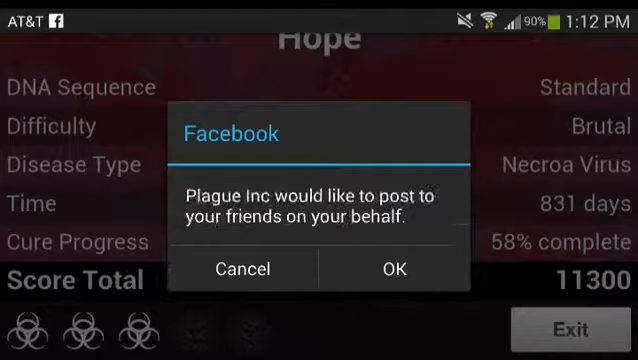 AT&T f 90% 1:12 PM
Hope
DNA Sequence Standard
Difficulty Brutal
Disease Type Necroa Virus
Time 831 days
Cure Progress 58% complete
Score Total 11300
Facebook
Plague Inc would like to post to
your friends on your behalf.
Cancel OK
Exit